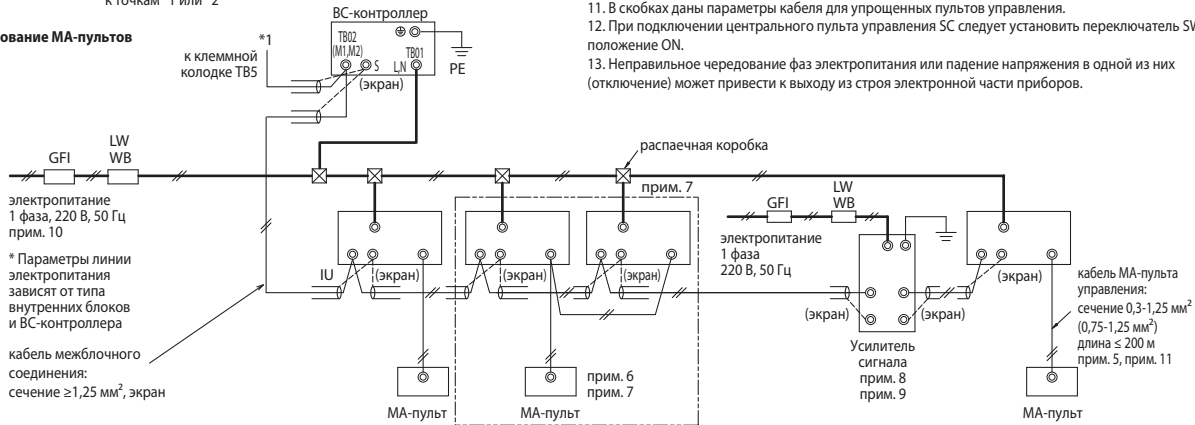 к точкам *1 или *2
11. В скобках даны параметры кабеля для упрощенных пультов управления.
12. При подключении центрального пульта управления SC следует установить переключатель SW
положение ON.
13. Неправильное чередование фаз электропитания или падение напряжения в одной из них
(отключение) может привести к выходу из строя электронной части приборов.
ование МА-пультов
*1
к клеммной
колодке TB5
BC-контроллер
TB02
(M1,M2)
S
(экран)
L,N
TB01
PE
GFI
LW
WB
распаечная коробка
прим. 7
электропитание
1 фаза, 220 В, 50 Гц
прим. 10
* Параметры линии
электропитания
зависят от типа
внутренних блоков
и BC-контроллера
кабель межблочного
соединения:
сечение ≥1,25 мм², экран
IU
(экран)
(экран)
(экран)
GFI
LW
WB
электропитание
1 фаза
220 В, 50 Гц
(экран)
(экран)
(экран)
Усилитель
сигнала
прим. 8
прим. 9
кабель МА-пульта
управления:
сечение 0,3-1,25 мм²
(0,75-1,25 мм²)
длина ≤ 200 м
прим. 5, прим. 11
прим. 6
прим. 7
МА-пульт
МА-пульт
МА-пульт